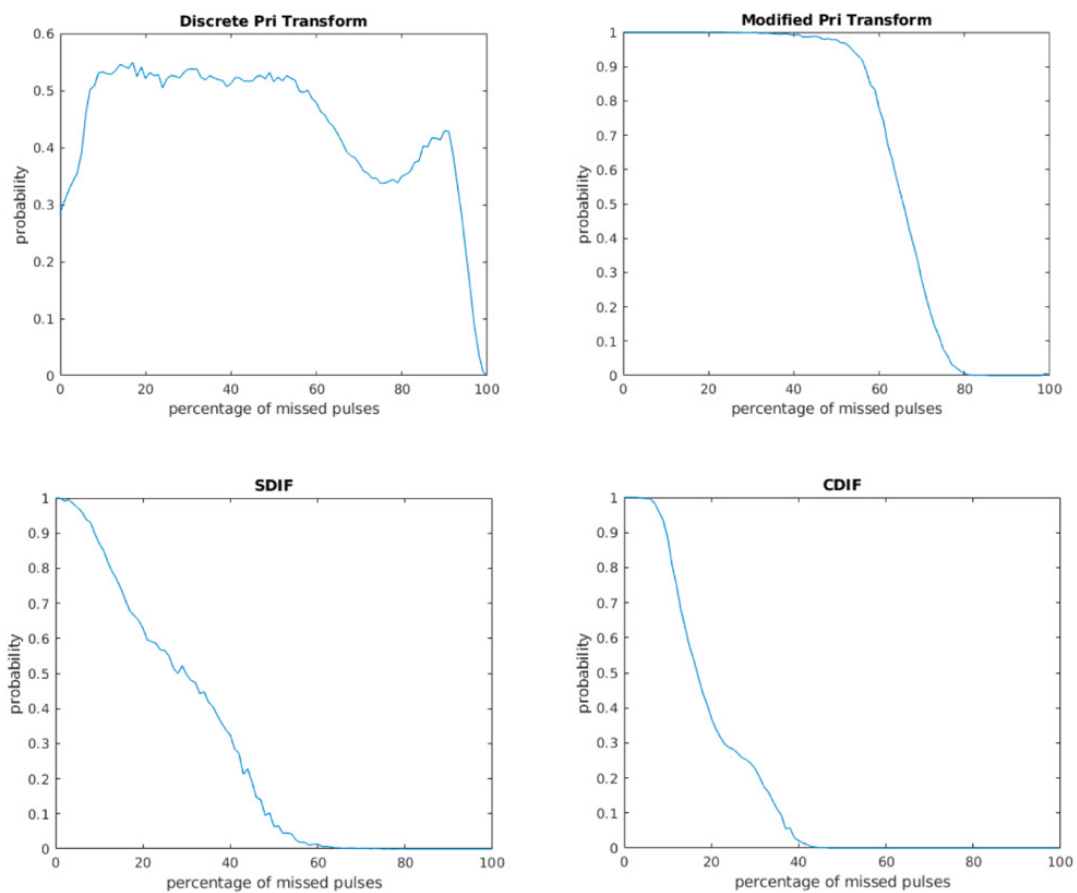 Discrete Pri Transform
0.6
0.5
0.4
0.3
0.2
0.1
0
probability
0 20 40 60 80 100
percentage of missed pulses
Modified Pri Transform
1
0.9
0.8
0.7
0.6
0.5
0.4
0.3
0.2
0.1
0
probability
0 20 40 60 80 100
percentage of missed pulses
SDIF
1
0.9
0.8
0.7
0.6
0.5
0.4
0.3
0.2
0.1
0
probability
0 20 40 60 80 100
percentage of missed pulses
CDIF
1
0.9
0.8
0.7
0.6
0.5
0.4
0.3
0.2
0.1
0
probability
0 20 40 60 80 100
percentage of missed pulses